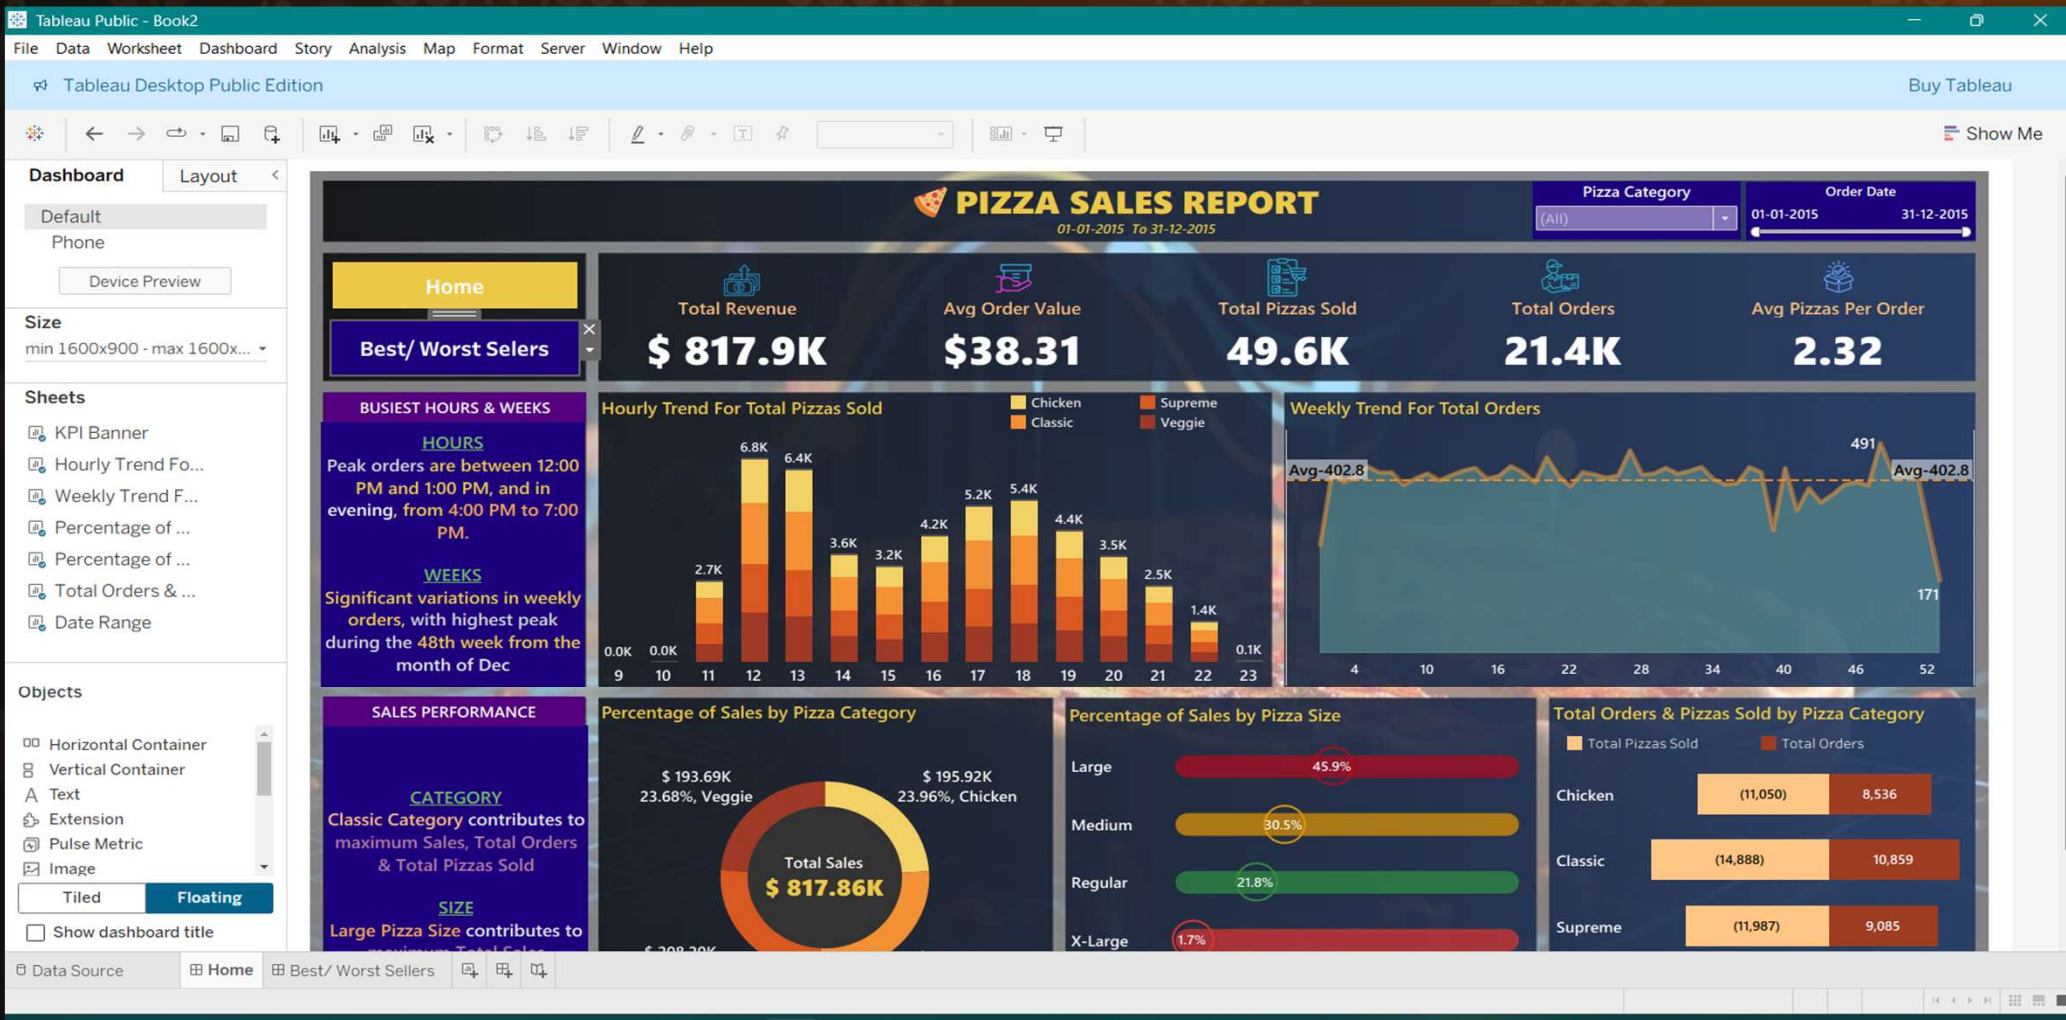 Tableau Public - Book2
File Data Worksheet Dashboard Story Analysis Map Format Server Window Help
Tableau Desktop Public Edition
Buy Tableau
Show Me
Dashboard
Layout
Default
Phone
Device Preview
Size
min 1600x900 - max 1600x...
Sheets
KPI Banner
Hourly Trend Fo...
Weekly Trend F...
Percentage of ...
Percentage of ...
Total Orders & ...
Date Range
Objects
Horizontal Container
Vertical Container
Text
Extension
Pulse Metric
Image
Tiled
Floating
Show dashboard title
PIZZA SALES REPORT
01-01-2015 To 31-12-2015
Pizza Category
(All)
Order Date
01-01-2015 31-12-2015
Home
Best/ Worst Selers
Total Revenue
$ 817.9K
Avg Order Value
$38.31
Total Pizzas Sold
49.6K
Total Orders
21.4K
Avg Pizzas Per Order
2.32
BUSIEST HOURS & WEEKS
HOURS
Peak orders are between 12:00
PM and 1:00 PM, and in
evening, from 4:00 PM to 7:00
PM.
WEEKS
Significant variations in weekly
orders, with highest peak
during the 48th week from the
month of Dec
Hourly Trend For Total Pizzas Sold
Chicken Supreme
Classic Veggie
0.0K 0.0K 2.7K 6.8K 6.4K 3.6K 3.2K 4.2K 5.2K 5.4K 4.4K 3.5K 2.5K 1.4K 0.1K
9 10 11 12 13 14 15 16 17 18 19 20 21 22 23
Weekly Trend For Total Orders
491
Avg-402.8 Avg-402.8
171
4 10 16 22 28 34 40 46 52
SALES PERFORMANCE
CATEGORY
Classic Category contributes to
maximum Sales, Total Orders
& Total Pizzas Sold
SIZE
Large Pizza Size contributes to
Percentage of Sales by Pizza Category
$ 193.69K
23.68%, Veggie
$ 195.92K
23.96%, Chicken
Total Sales
$ 817.86K
Percentage of Sales by Pizza Size
Large 45.9%
Medium 30.5%
Regular 21.8%
X-Large 1.7%
Total Orders & Pizzas Sold by Pizza Category
Total Pizzas Sold Total Orders
Chicken (11,050) 8,536
Classic (14,888) 10,859
Supreme (11,987) 9,085
Data Source
Home
Best/ Worst Sellers